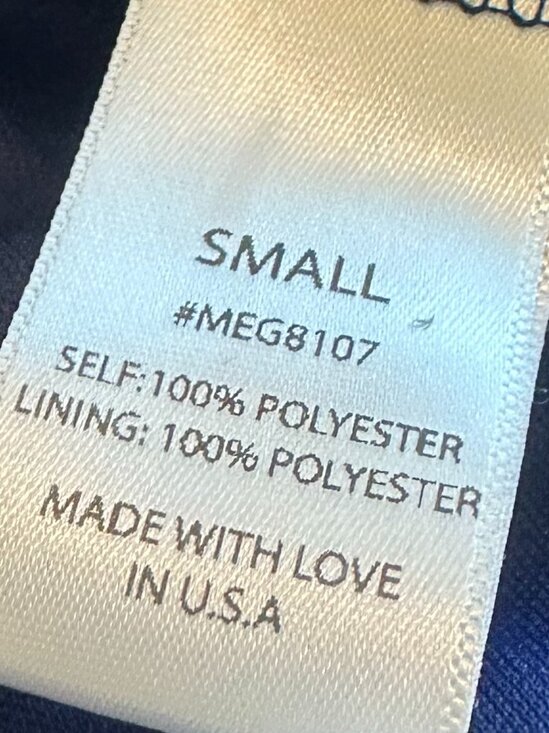 SMALL
#MEG8107
SELF:100% POLYESTER
LINING: 100% POLYESTER
MADE WITH LOVE
IN U.S.A